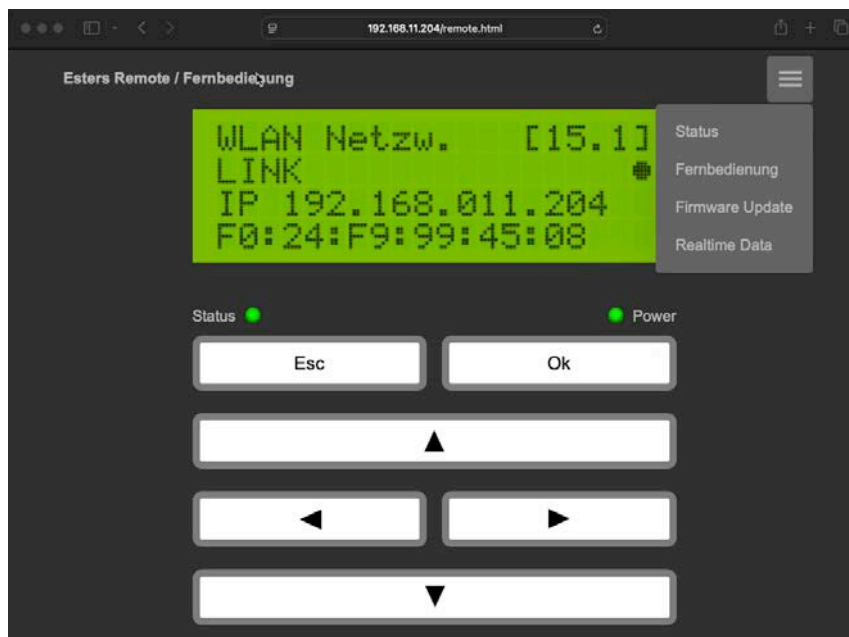 192.168.11.204/remote.html
Esters Remote / Fernbedienung
WLAN Netzw. [15.1]
LINK
IP 192.168.011.204
F0:24:F9:99:45:08
Status
Fernbedienung
Firmware Update
Realtime Data
Status
Power
Esc
Ok